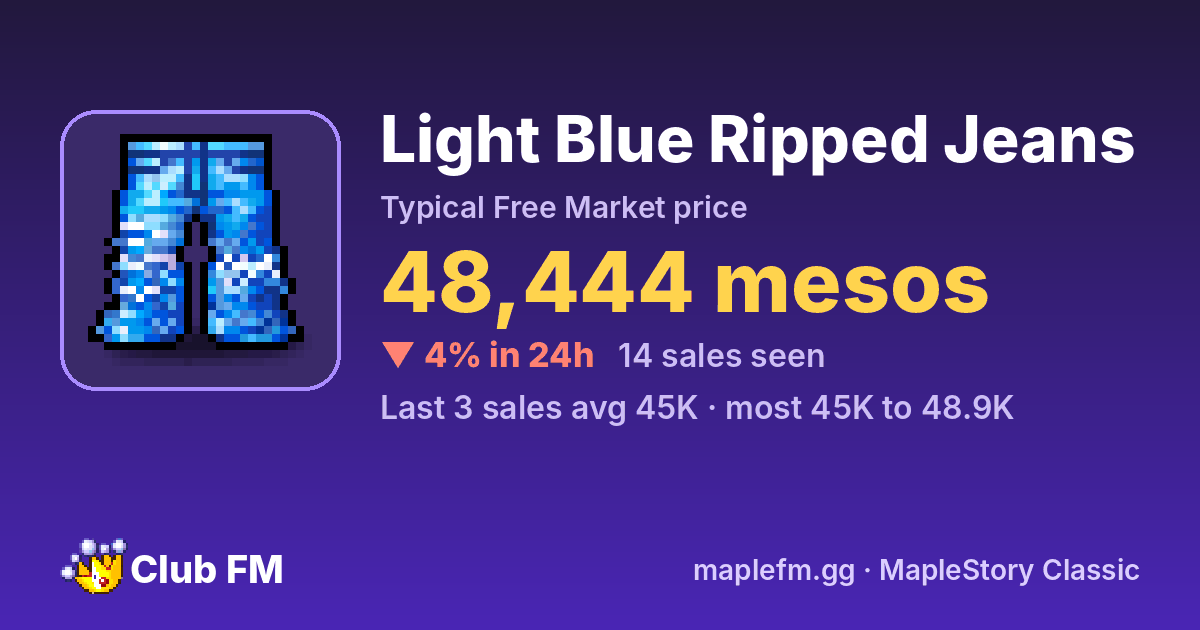 Light Blue Ripped Jeans
Typical Free Market price
48,444 mesos
▼ 4% in 24h 14 sales seen
Last 3 sales avg 45K · most 45K to 48.9K
Club FM
maplefm.gg · MapleStory Classic